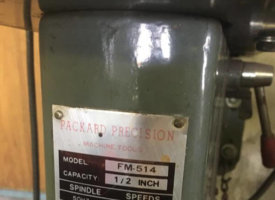 PACKARD PRECISION
MACHINE TOOLS
MODEL FM-514
CAPACITY 1/2 INCH
SPINDLE SPEEDS